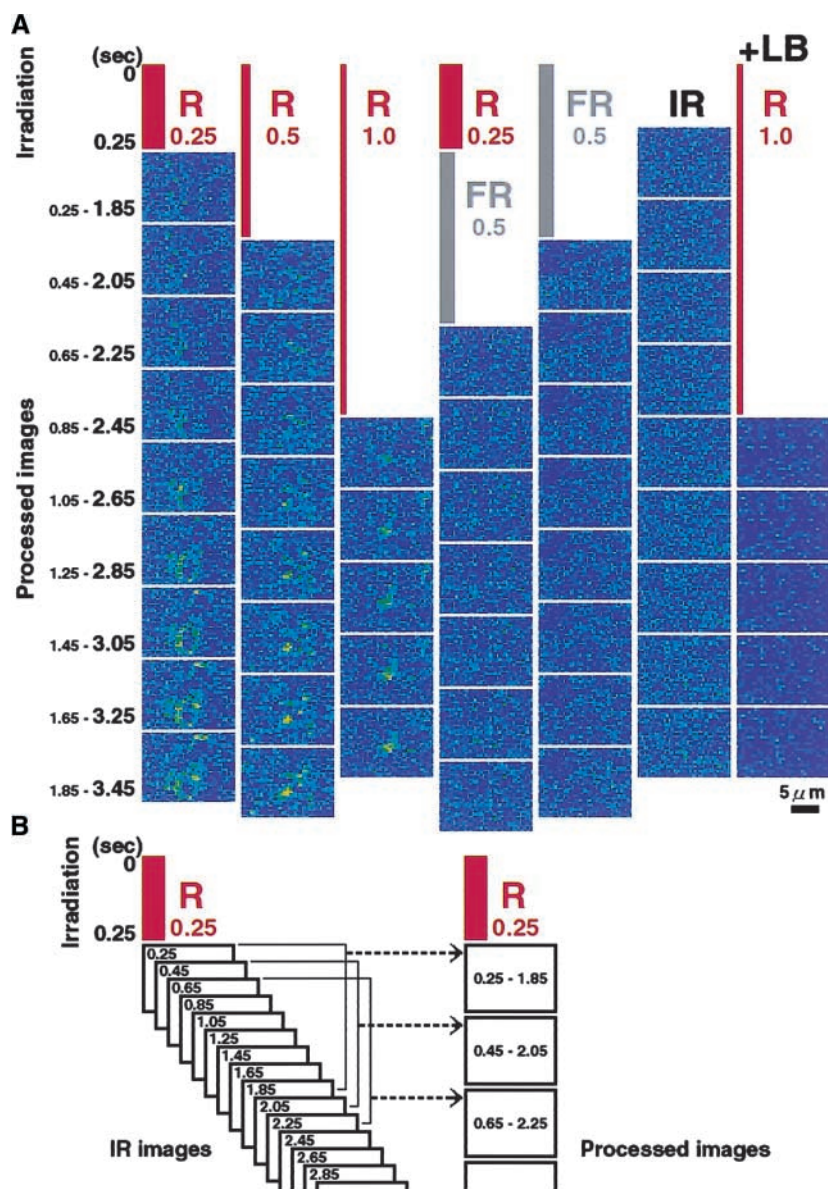 A
Irradiation
(sec)
0
0.25
R
0.25
R
0.5
R
1.0
R
0.25
FR
0.5
FR
0.5
IR
+LB
R
1.0
Processed images
0.25 - 1.85
0.45 - 2.05
0.65 - 2.25
0.85 - 2.45
1.05 - 2.65
1.25 - 2.85
1.45 - 3.05
1.65 - 3.25
1.85 - 3.45
5 μm
B
Irradiation
(sec)
0
0.25
R
0.25
R
0.25
0.25
0.45
0.65
0.85
1.05
1.25
1.45
1.65
1.85
2.05
2.25
2.45
2.65
2.85
IR images
0.25 - 1.85
0.45 - 2.05
0.65 - 2.25
Processed images